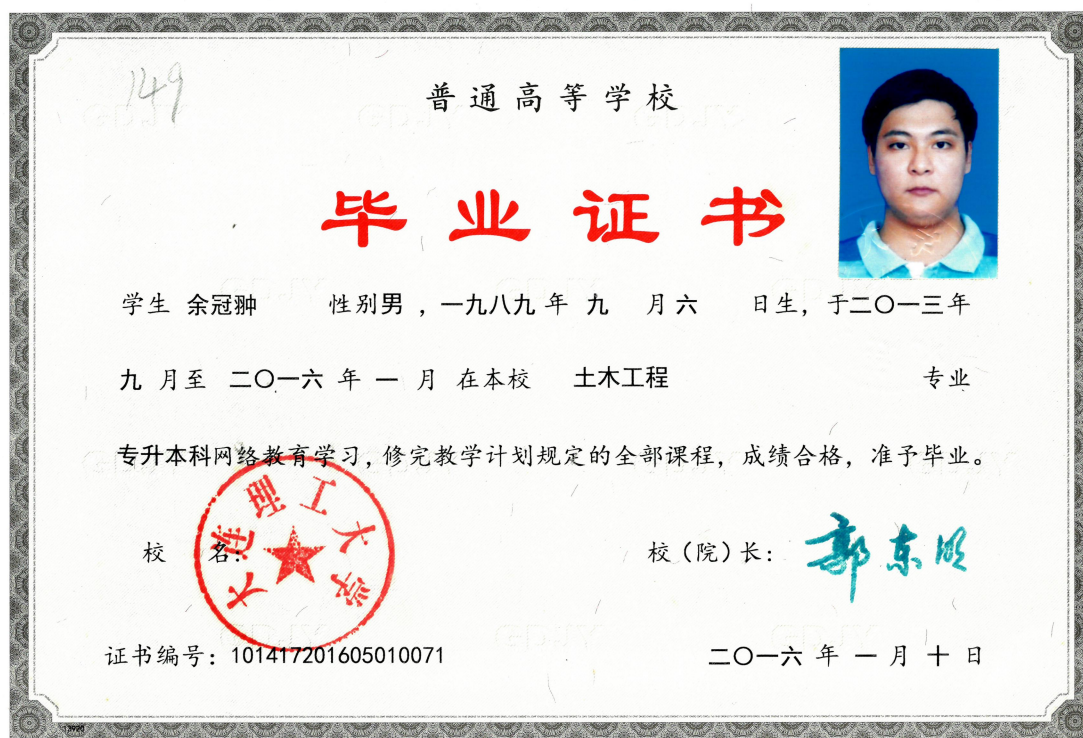 149
普通高等学校
毕业证书
学生 余冠翀 性别男，一九八九年 九 月六 日生，于二〇一三年
九 月至 二〇一六 年 一 月 在本校 土木工程 专业
专升本科网络教育学习，修完教学计划规定的全部课程，成绩合格，准予毕业。
大连理工大学
校 名： 校（院）长：郭东明
证书编号：101417201605010071 二〇一六 年 一 月 十 日